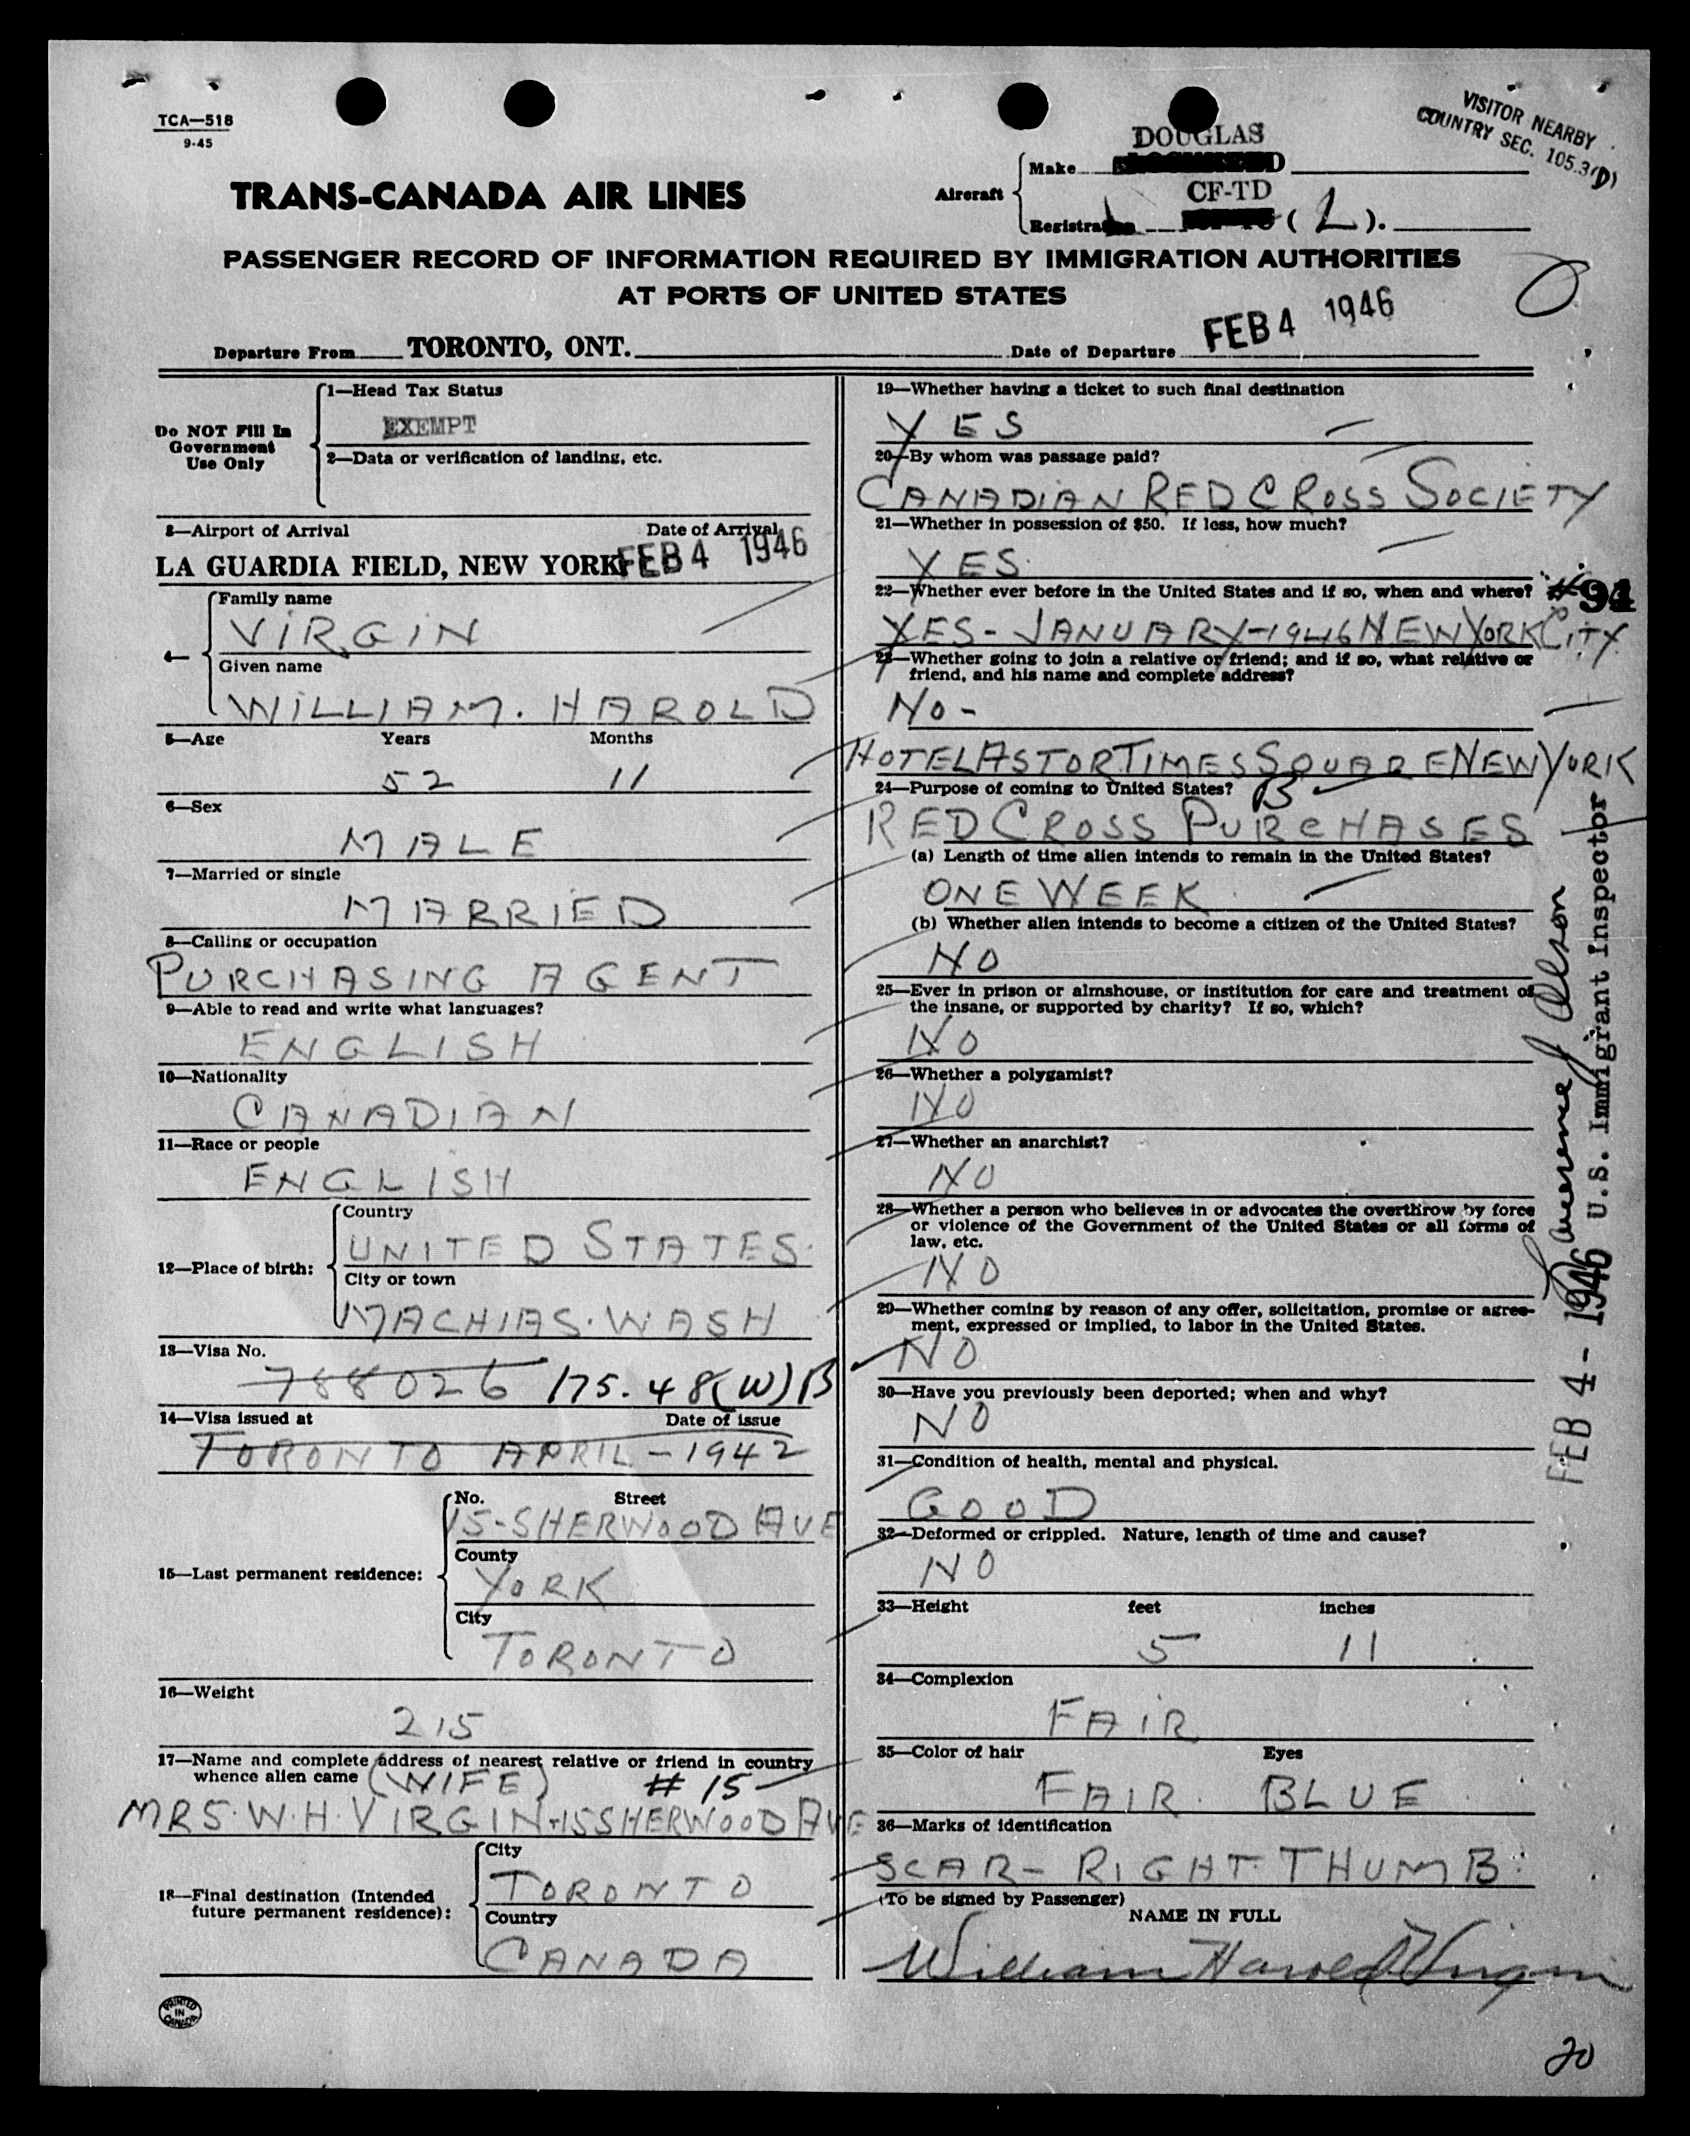 TCA—518
9-45
VISITOR NEARBY
COUNTRY SEC. 105.3(D)
TRANS-CANADA AIR LINES
DOUGLAS
Aircraft
Make
CF-TD
Registration (L).
PASSENGER RECORD OF INFORMATION REQUIRED BY IMMIGRATION AUTHORITIES
AT PORTS OF UNITED STATES
Departure From TORONTO, ONT.
Date of Departure FEB 4 1946
Do NOT Fill In
Government
Use Only
1—Head Tax Status
EXEMPT
2—Data or verification of landing, etc.
3—Airport of Arrival Date of Arrival
LA GUARDIA FIELD, NEW YORK FEB 4 1946
4—
Family name
VIRGIN
Given name
WILLIAM. HAROLD
5—Age Years Months
52 11
6—Sex
MALE
7—Married or single
MARRIED
8—Calling or occupation
PURCHASING AGENT
9—Able to read and write what languages?
ENGLISH
10—Nationality
CANADIAN
11—Race or people
ENGLISH
12—Place of birth:
Country
UNITED STATES.
City or town
MACHIAS. WASH
13—Visa No.
788026 175.48(W)B
14—Visa issued at Date of issue
TORONTO APRIL - 1942
15—Last permanent residence:
No. Street
15-SHERWOOD AVE
County
YORK
City
TORONTO
16—Weight
215
17—Name and complete address of nearest relative or friend in country
whence alien came (WIFE) # 15
MRS. W. H. VIRGIN-15 SHERWOOD AVE
18—Final destination (Intended
future permanent residence):
City
TORONTO
Country
CANADA
PRINTED
IN
CANADA
19—Whether having a ticket to such final destination
YES
20—By whom was passage paid?
CANADIAN RED CROSS SOCIETY
21—Whether in possession of $50. If less, how much?
YES.
22—Whether ever before in the United States and if so, when and where?
YES - JANUARY-1946 NEW YORK CITY
23—Whether going to join a relative or friend; and if so, what relative or
friend, and his name and complete address?
NO -
HOTEL ASTOR TIMES SQUARE NEW YORK
24—Purpose of coming to United States? B
RED CROSS PURCHASES
(a) Length of time alien intends to remain in the United States?
ONE WEEK
(b) Whether alien intends to become a citizen of the United States?
NO
25—Ever in prison or almshouse, or institution for care and treatment of
the insane, or supported by charity? If so, which?
NO
26—Whether a polygamist?
NO
27—Whether an anarchist?
NO
28—Whether a person who believes in or advocates the overthrow by force
or violence of the Government of the United States or all forms of
law, etc.
NO
29—Whether coming by reason of any offer, solicitation, promise or agree-
ment, expressed or implied, to labor in the United States.
NO
30—Have you previously been deported; when and why?
NO
31—Condition of health, mental and physical.
GOOD
32—Deformed or crippled. Nature, length of time and cause?
NO
33—Height feet inches
5 11
34—Complexion
FAIR
35—Color of hair Eyes
FAIR. BLUE
36—Marks of identification
SCAR - RIGHT THUMB.
(To be signed by Passenger)
NAME IN FULL
William Harold Virgin
FEB 4 - 1946
U.S. Immigrant Inspector
20